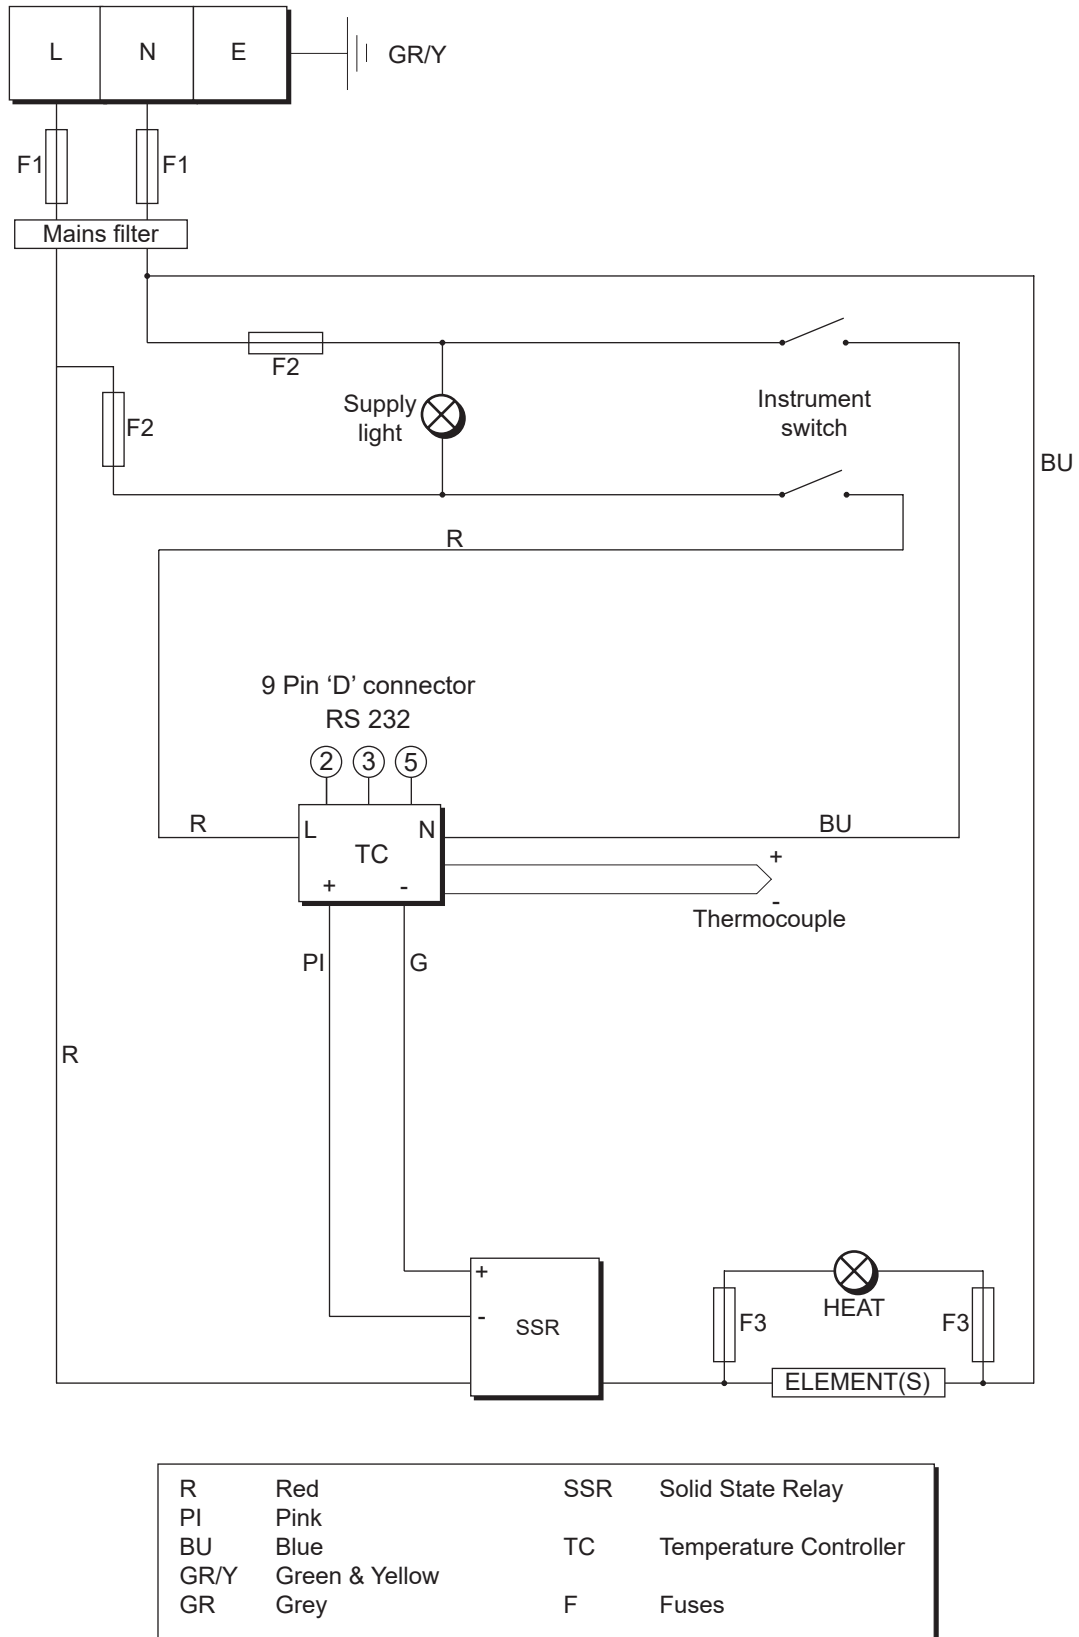 L N E
GR/Y
F1 F1
Mains filter
F2
F2
Supply
light
Instrument
switch
BU
R
9 Pin ‘D’ connector
RS 232
2 3 5
R
L N
BU
TC
+ -
+
-
Thermocouple
PI G
R
+
-
SSR
HEAT
F3 F3
ELEMENT(S)
R Red SSR Solid State Relay
PI Pink
BU Blue TC Temperature Controller
GR/Y Green & Yellow
GR Grey F Fuses